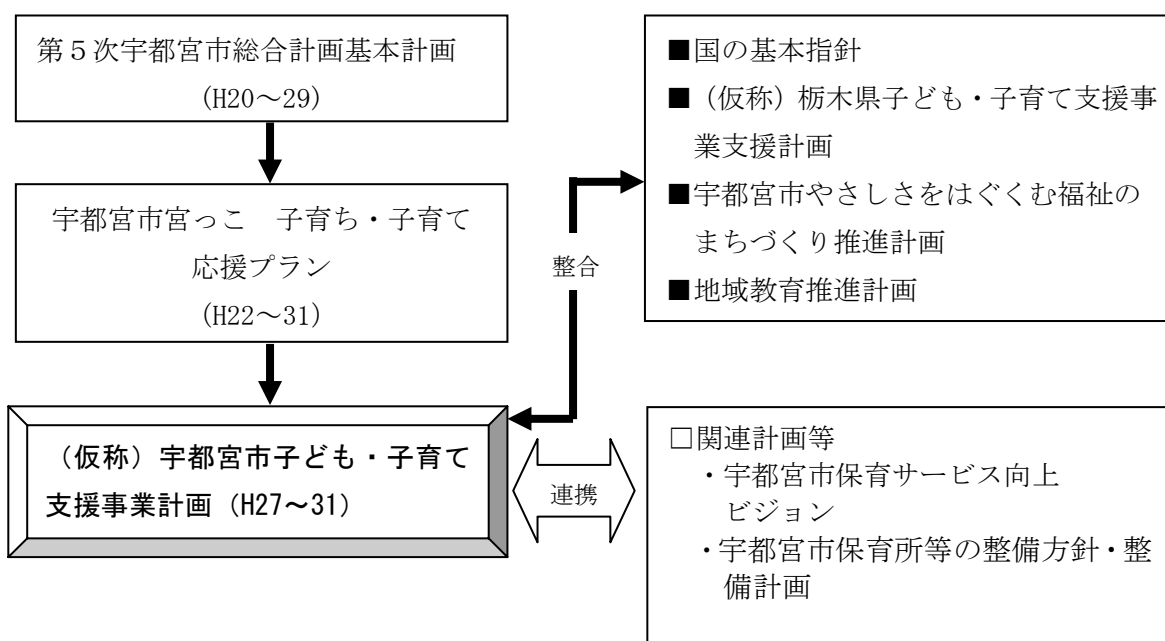 第５次宇都宮市総合計画基本計画
(H20～29)
宇都宮市宮っこ　子育ち・子育て
応援プラン
(H22～31)
（仮称）宇都宮市子ども・子育て
支援事業計画（H27～31）
整合
連携
■国の基本指針
■（仮称）栃木県子ども・子育て支援事
業支援計画
■宇都宮市やさしさをはぐくむ福祉の
まちづくり推進計画
■地域教育推進計画
□関連計画等
・宇都宮市保育サービス向上
ビジョン
・宇都宮市保育所等の整備方針・整
備計画